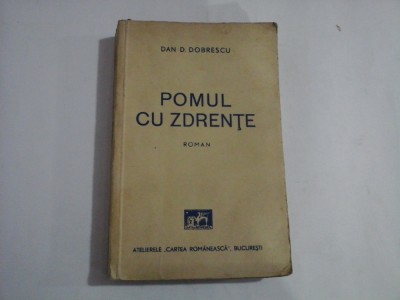 DAN D. DOBRESCU
POMUL
CU ZDRENȚE
ROMAN
ATELIERELE „CARTEA ROMÂNEASCĂ”, BUCUREȘTI